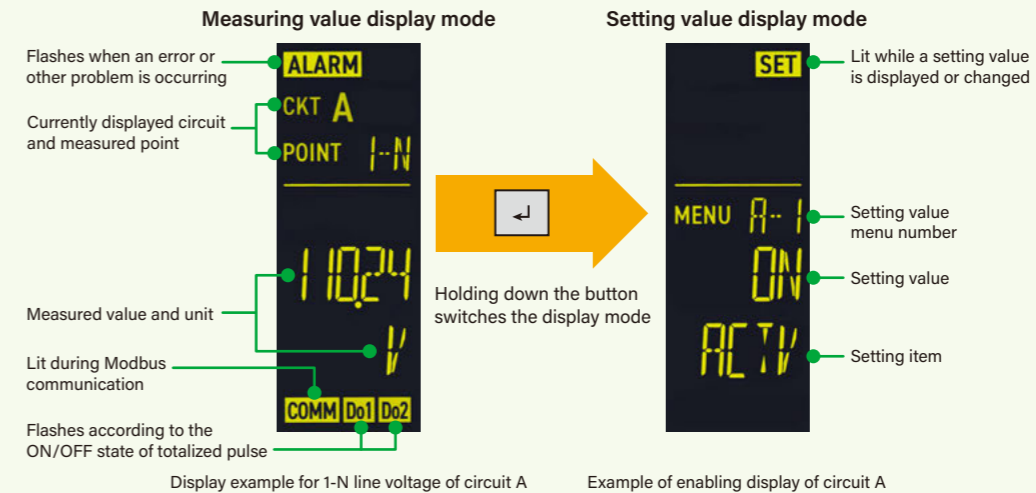 Measuring value display mode
Flashes when an error or
other problem is occurring
ALARM
CKT A
Currently displayed circuit
and measured point
POINT 1-N
110.24
Measured value and unit
V
Lit during Modbus
communication
COMM Do1 Do2
Flashes according to the
ON/OFF state of totalized pulse
Display example for 1-N line voltage of circuit A
Holding down the button
switches the display mode
Setting value display mode
SET
Lit while a setting value
is displayed or changed
MENU A-1
Setting value
menu number
ON
Setting value
ACTV
Setting item
Example of enabling display of circuit A